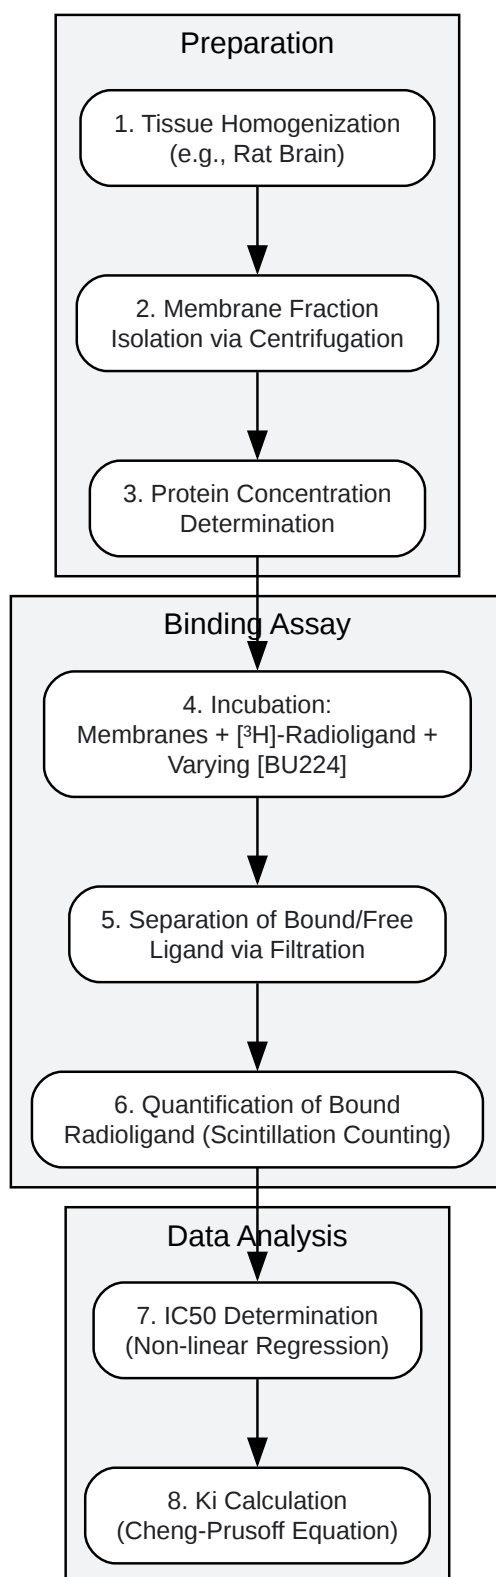 Preparation
1. Tissue Homogenization
(e.g., Rat Brain)
2. Membrane Fraction
Isolation via Centrifugation
3. Protein Concentration
Determination
Binding Assay
4. Incubation:
Membranes + [³H]-Radioligand +
Varying [BU224]
5. Separation of Bound/Free
Ligand via Filtration
6. Quantification of Bound
Radioligand (Scintillation Counting)
Data Analysis
7. IC50 Determination
(Non-linear Regression)
8. Ki Calculation
(Cheng-Prusoff Equation)